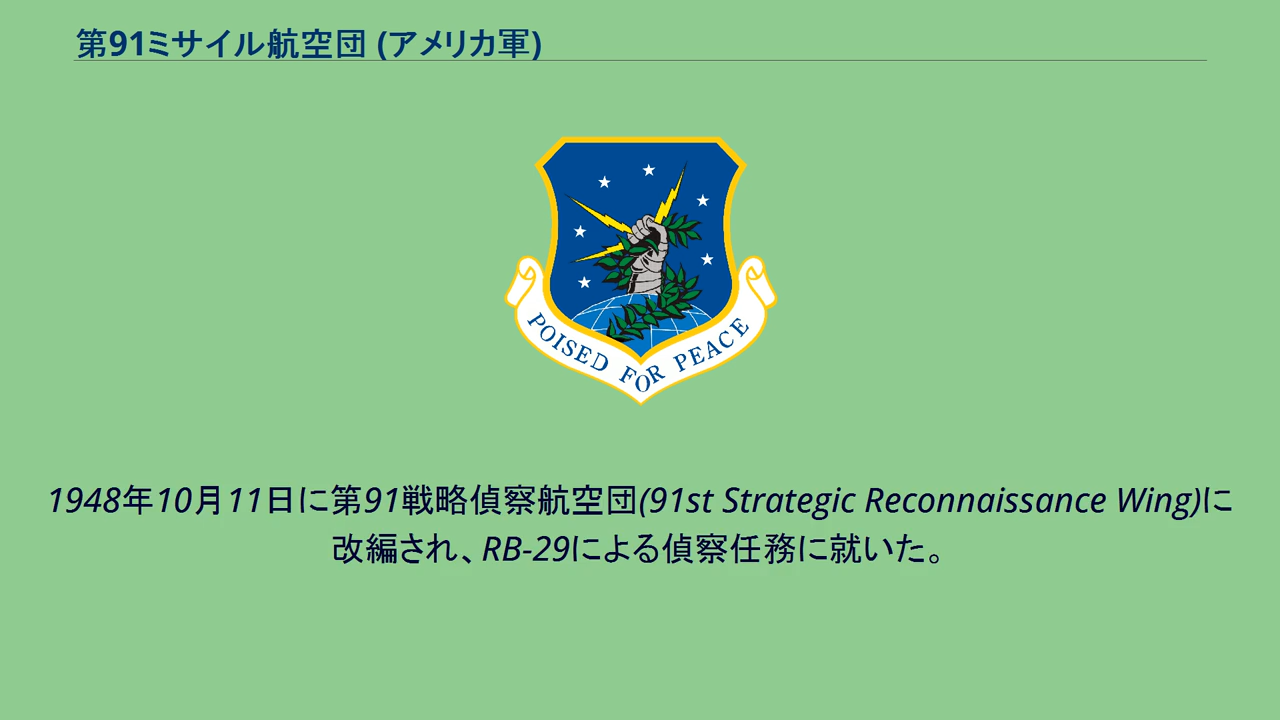 第91ミサイル航空団 (アメリカ軍)
POISED FOR PEACE
1948年10月11日に第91戦略偵察航空団(91st Strategic Reconnaissance Wing)に
改編され、RB-29による偵察任務に就いた。